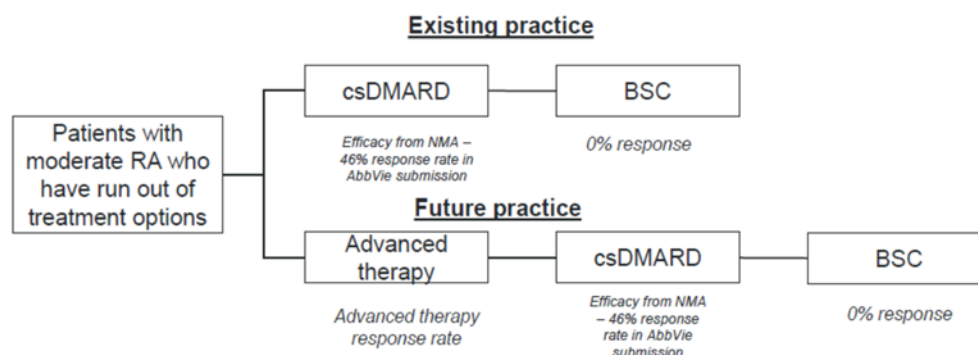 Existing practice
csDMARD
BSC
Efficacy from NMA –
46% response rate in
AbbVie submission
0% response
Patients with
moderate RA who
have run out of
treatment options
Future practice
Advanced
therapy
csDMARD
BSC
Advanced therapy
response rate
Efficacy from NMA
– 46% response
rate in AbbVie
submission
0% response